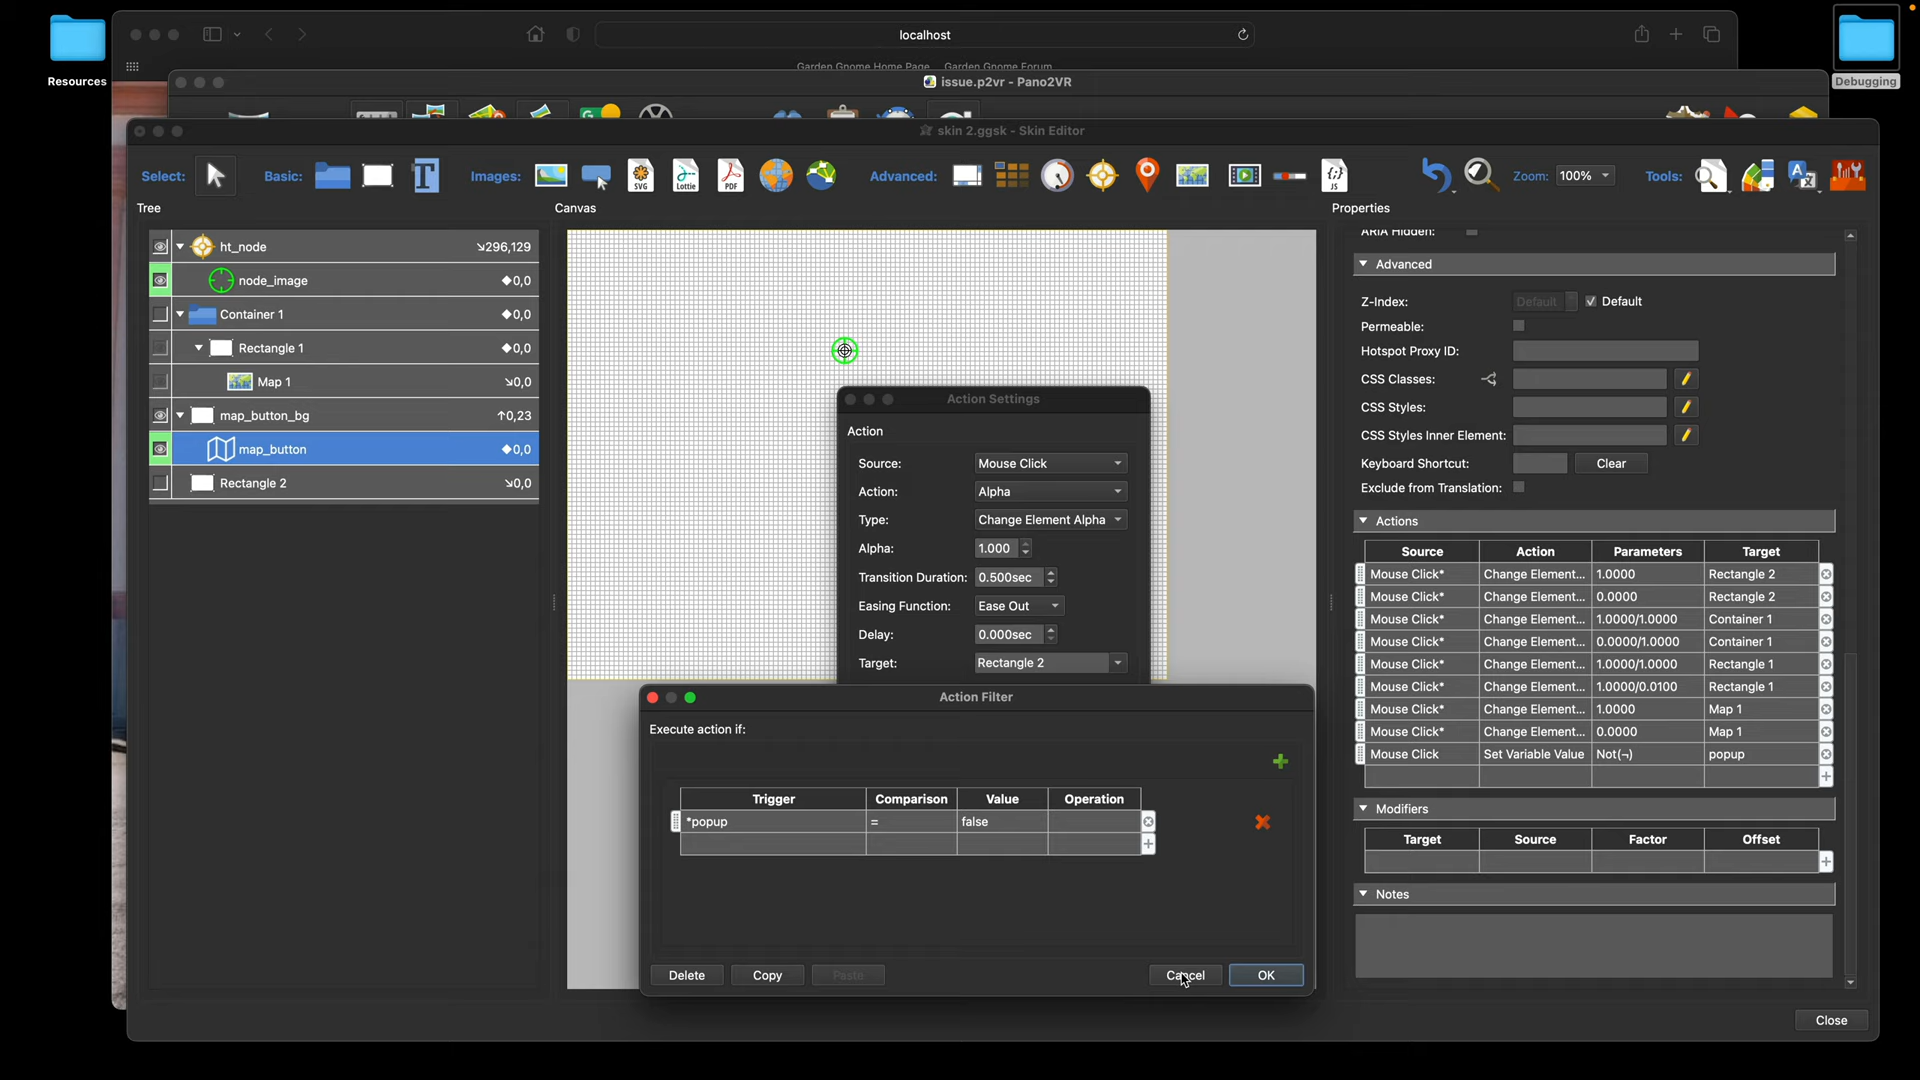 Resources
Debugging
localhost
Garden Gnome Home Page
Garden Gnome Forum
issue.p2vr - Pano2VR
skin 2.ggsk - Skin Editor
Select:
Basic:
T
Images:
SVG
Lottie
PDF
Advanced:
JS
Zoom:
100%
Tools:
Tree
Canvas
Properties
ht_node
↘296,129
node_image
◆0,0
Container 1
◆0,0
Rectangle 1
◆0,0
Map 1
↘0,0
map_button_bg
↑0,23
map_button
◆0,0
Rectangle 2
↘0,0
ARIA Hidden:
Advanced
Z-Index:
Default
Default
Permeable:
Hotspot Proxy ID:
CSS Classes:
CSS Styles:
CSS Styles Inner Element:
Keyboard Shortcut:
Clear
Exclude from Translation:
Actions
Source Action Parameters Target
Mouse Click* Change Element... 1.0000 Rectangle 2
Mouse Click* Change Element... 0.0000 Rectangle 2
Mouse Click* Change Element... 1.0000/1.0000 Container 1
Mouse Click* Change Element... 0.0000/1.0000 Container 1
Mouse Click* Change Element... 1.0000/1.0000 Rectangle 1
Mouse Click* Change Element... 1.0000/0.0100 Rectangle 1
Mouse Click* Change Element... 1.0000 Map 1
Mouse Click* Change Element... 0.0000 Map 1
Mouse Click Set Variable Value Not(¬) popup
Modifiers
Target Source Factor Offset
Notes
Close
Action Settings
Action
Source: Mouse Click
Action: Alpha
Type: Change Element Alpha
Alpha: 1.000
Transition Duration: 0.500sec
Easing Function: Ease Out
Delay: 0.000sec
Target: Rectangle 2
Action Filter
Execute action if:
Trigger Comparison Value Operation
*popup = false
Delete
Copy
Paste
Cancel
OK